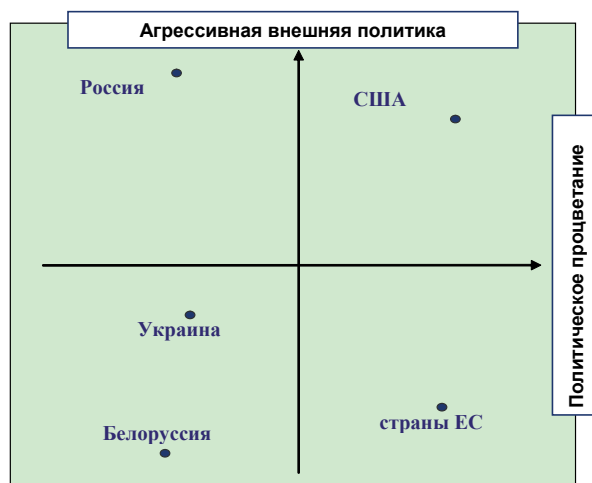 Агрессивная внешняя политика
Россия
США
Политическое процветание
Украина
страны ЕС
Белоруссия